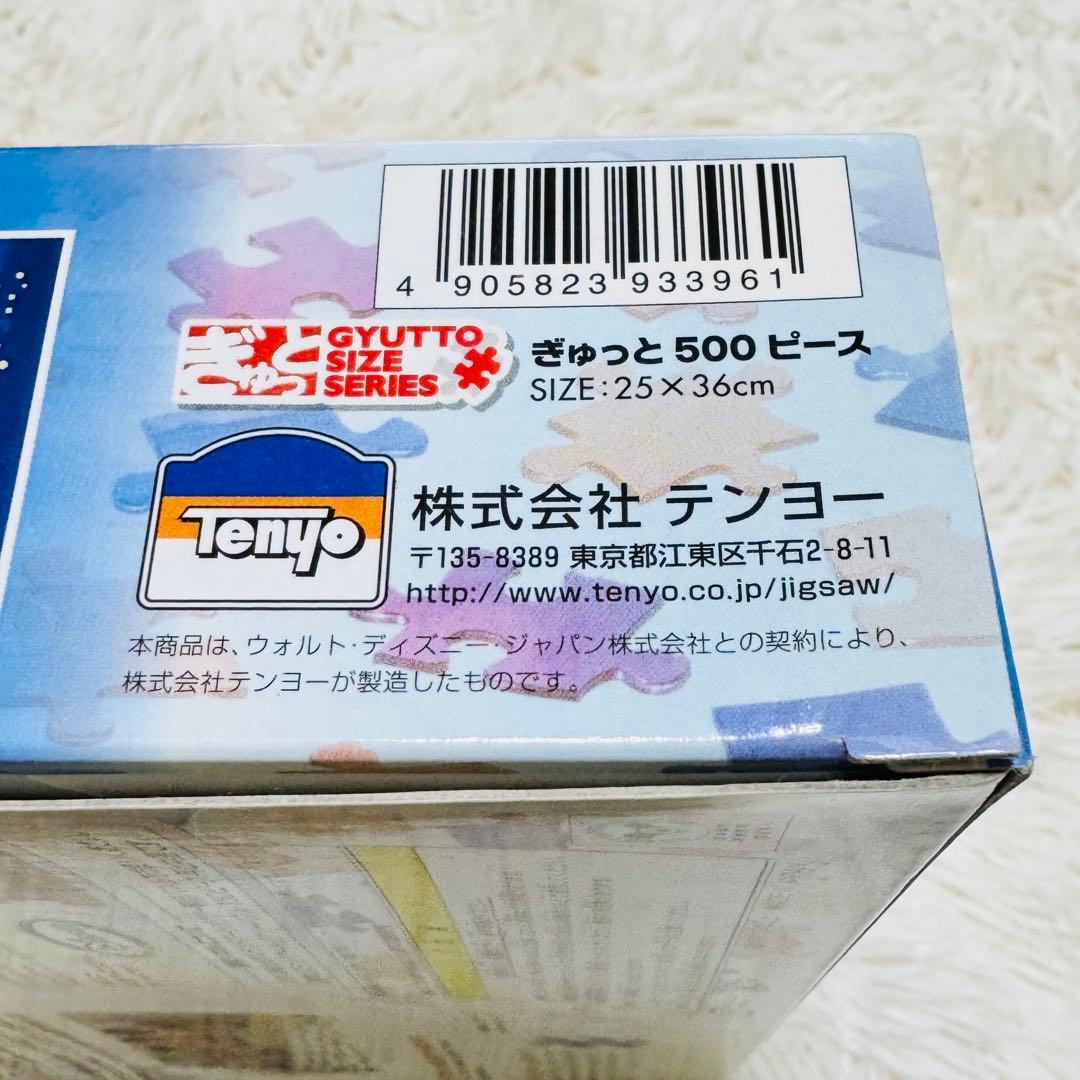 4 905823 933961
ぎゅっと
GYUTTO
SIZE
SERIES
ぎゅっと 500 ピース
SIZE:25×36cm
Tenyo
株式会社 テンヨー
〒135-8389 東京都江東区千石2-8-11
http://www.tenyo.co.jp/jigsaw/
本商品は、ウォルト・ディズニー・ジャパン株式会社との契約により、
株式会社テンヨーが製造したものです。